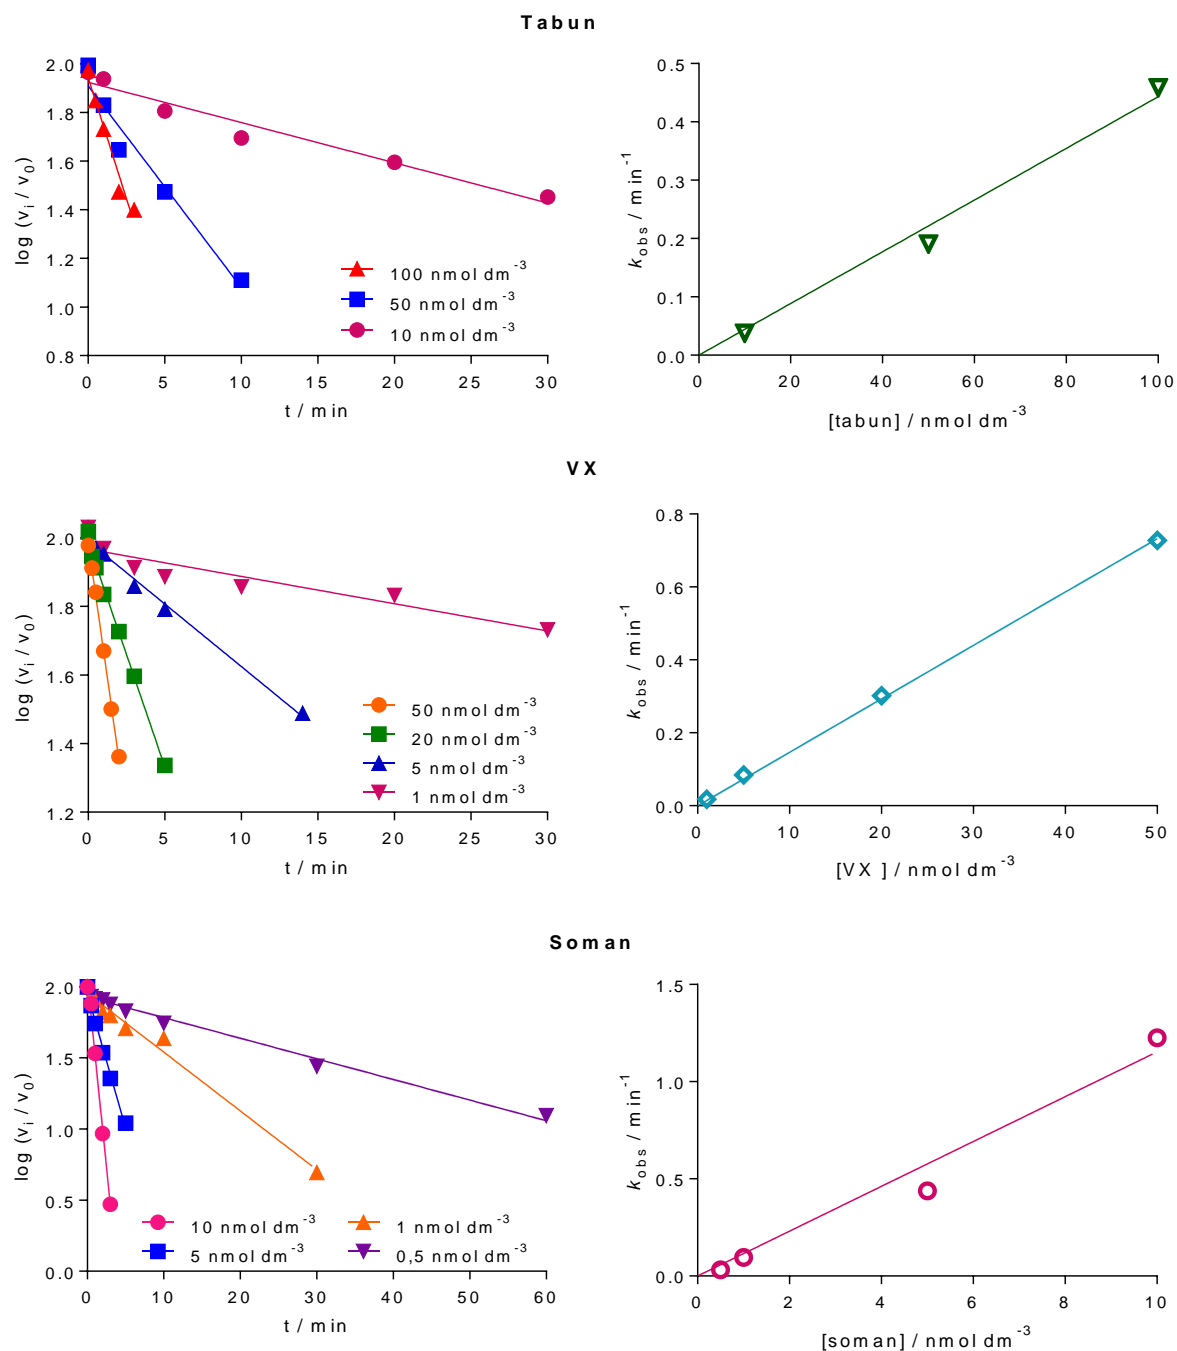 Tabun
log (v_i / v_0)
2.0
1.8
1.6
1.4
1.2
1.0
0.8
0 5 10 15 20 25 30
t / min
100 nmol dm⁻³
50 nmol dm⁻³
10 nmol dm⁻³
k_obs / min⁻¹
0.5
0.4
0.3
0.2
0.1
0.0
0 20 40 60 80 100
[tabun] / nmol dm⁻³
VX
log (v_i / v_0)
2.0
1.8
1.6
1.4
1.2
0 5 10 15 20 25 30
t / min
50 nmol dm⁻³
20 nmol dm⁻³
5 nmol dm⁻³
1 nmol dm⁻³
k_obs / min⁻¹
0.8
0.6
0.4
0.2
0.0
0 10 20 30 40 50
[VX ] / nmol dm⁻³
Soman
log (v_i / v_0)
2.0
1.5
1.0
0.5
0.0
0 10 20 30 40 50 60
t / min
10 nmol dm⁻³ 1 nmol dm⁻³
5 nmol dm⁻³ 0,5 nmol dm⁻³
k_obs / min⁻¹
1.5
1.0
0.5
0.0
0 2 4 6 8 10
[soman] / nmol dm⁻³